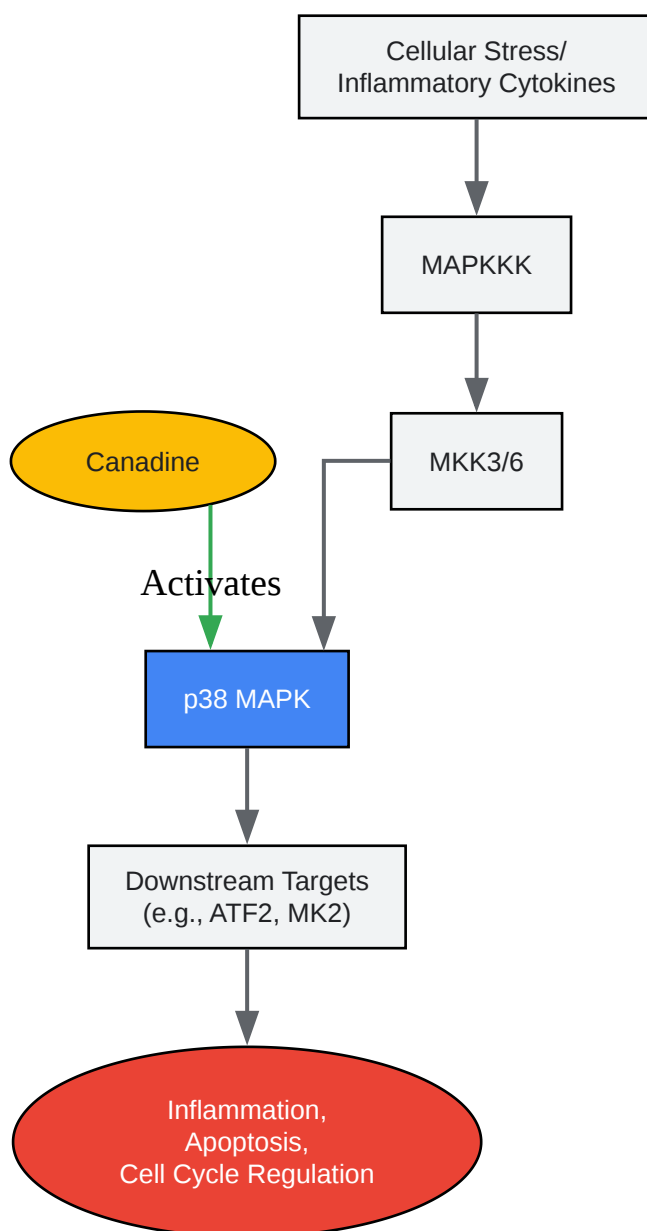 Cellular Stress/
Inflammatory Cytokines
MAPKKK
MKK3/6
Canadine
Activates
p38 MAPK
Downstream Targets
(e.g., ATF2, MK2)
Inflammation,
Apoptosis,
Cell Cycle Regulation